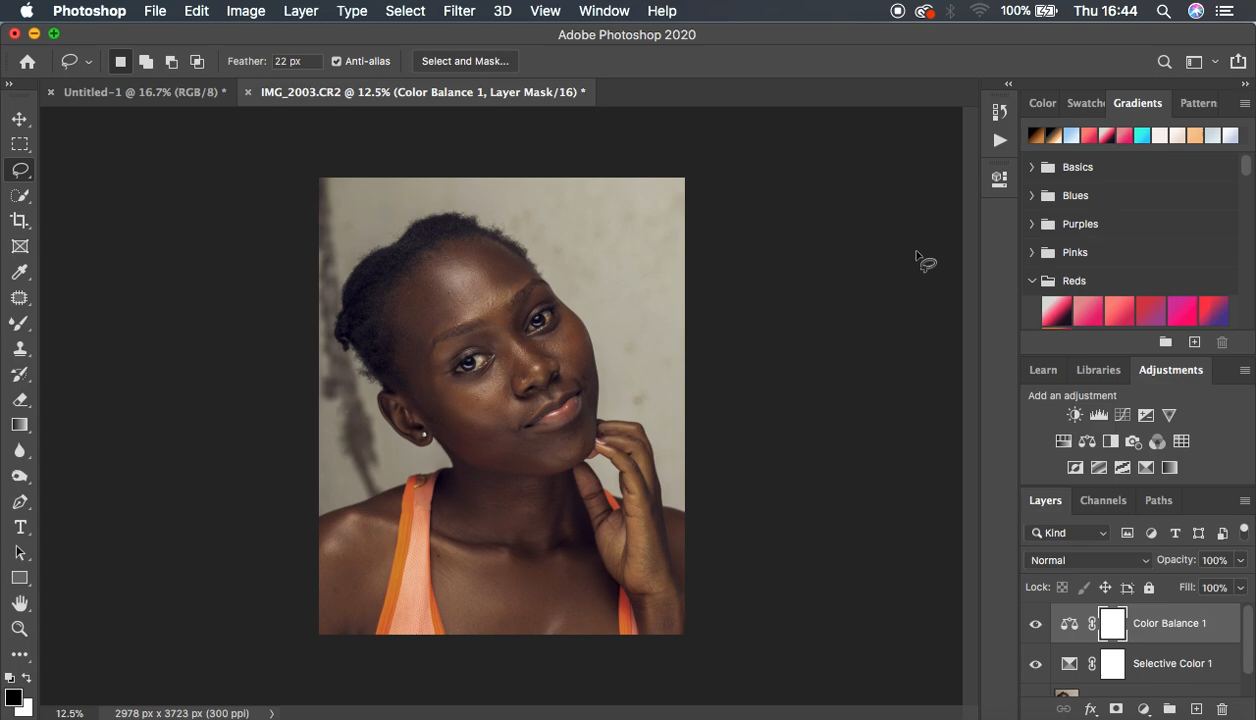 Photoshop File Edit Image Layer Type Select Filter 3D View Window Help 100% Thu 16:44
Adobe Photoshop 2020
Feather: 22 px Anti-alias Select and Mask...
Untitled-1 @ 16.7% (RGB/8) * IMG_2003.CR2 @ 12.5% (Color Balance 1, Layer Mask/16) *
Color Swatche Gradients Pattern
Basics
Blues
Purples
Pinks
Reds
Learn Libraries Adjustments
Add an adjustment
Layers Channels Paths
Kind
Normal Opacity: 100%
Lock: Fill: 100%
Color Balance 1
Selective Color 1
12.5% 2978 px x 3723 px (300 ppi)